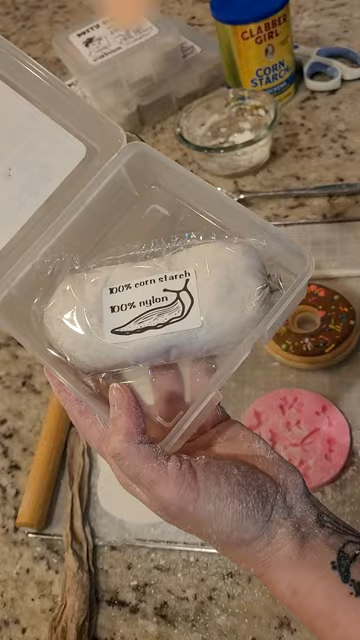 CLABBER
GIRL
CORN
STARCH
100% corn starch
100% nylon